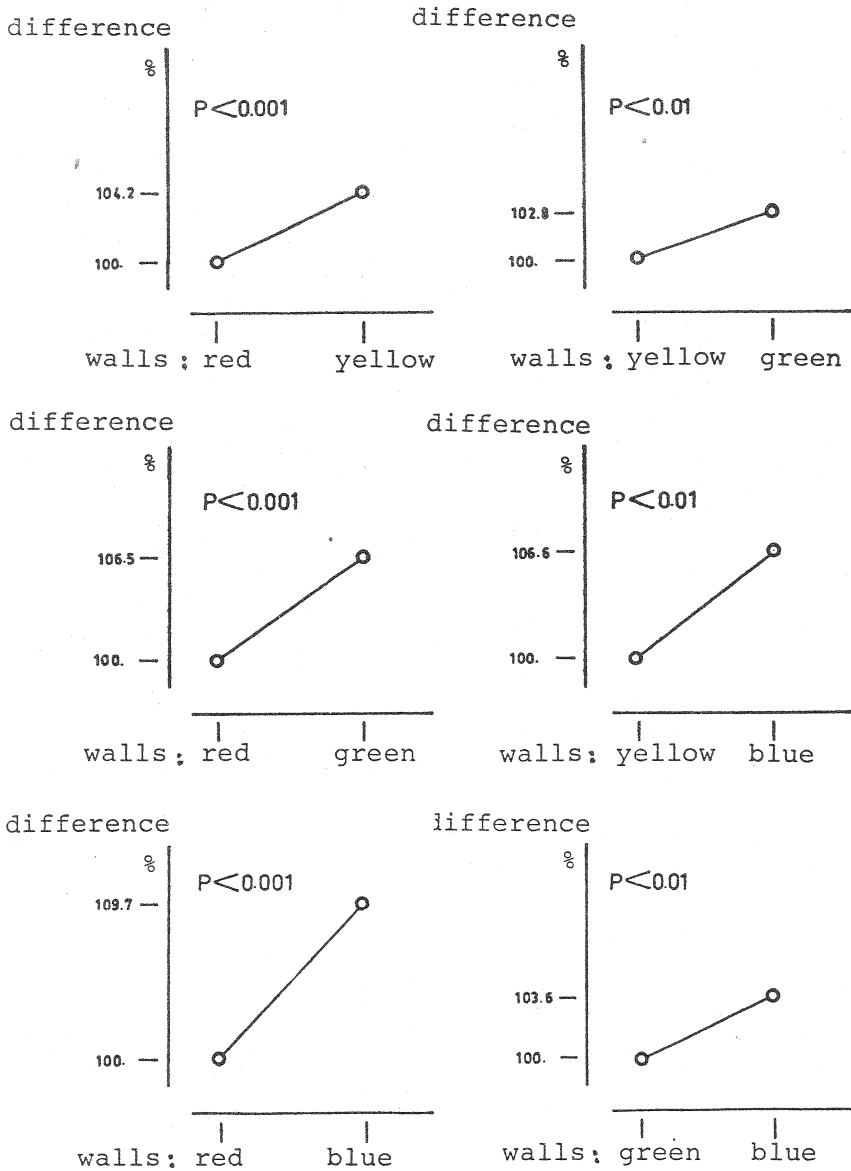 difference
%
P<0.001
104.2
100.
walls: red yellow
difference
%
P<0.01
102.8
100.
walls: yellow green
difference
%
P<0.001
106.5
100.
walls: red green
difference
%
P<0.01
106.6
100.
walls: yellow blue
difference
%
P<0.001
109.7
100.
walls: red blue
difference
%
P<0.01
103.6
100.
walls: green blue